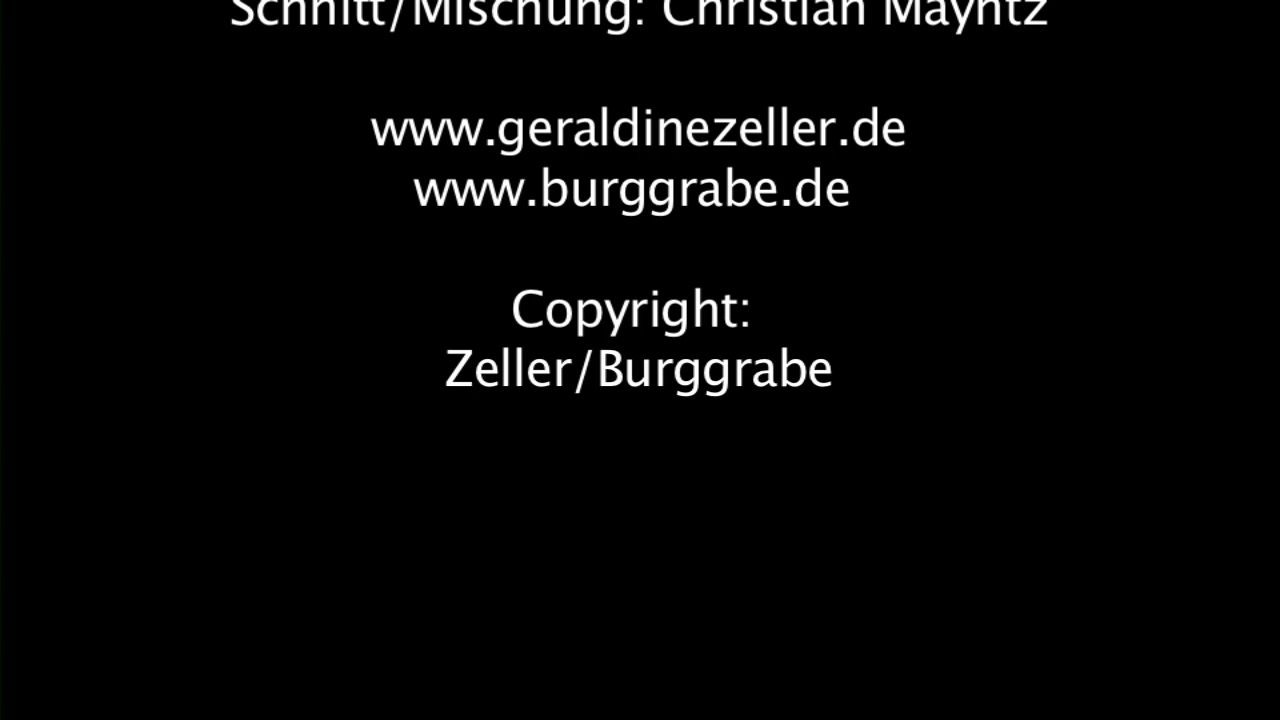 Schnitt/Mischung: Christian Mayntz
www.geraldinezeller.de
www.burggrabe.de
Copyright:
Zeller/Burggrabe